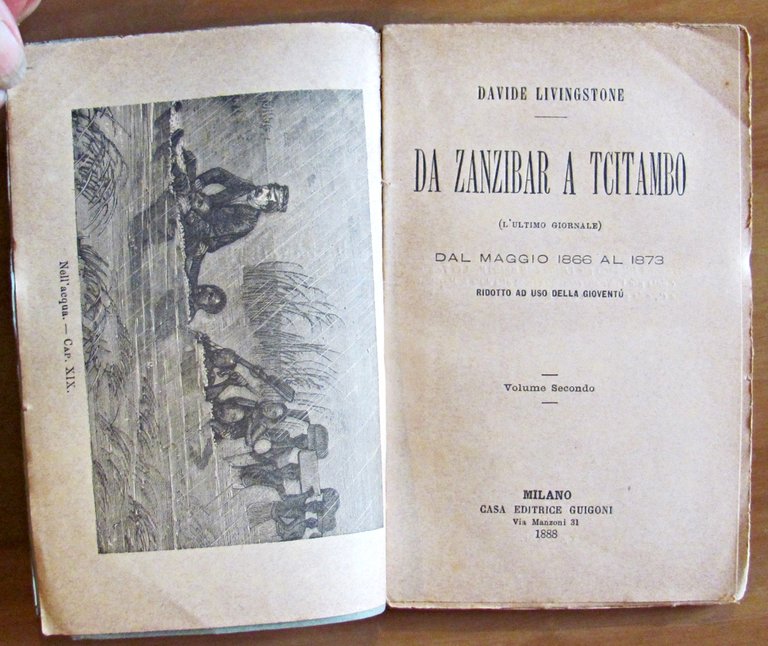 Nell'acqua. — CAP. XIX.
DAVIDE LIVINGSTONE
DA ZANZIBAR A TCITAMBO
(L'ULTIMO GIORNALE)
DAL MAGGIO 1866 AL 1873
RIDOTTO AD USO DELLA GIOVENTÙ
Volume Secondo
MILANO
CASA EDITRICE GUIGONI
Via Manzoni 31
1888